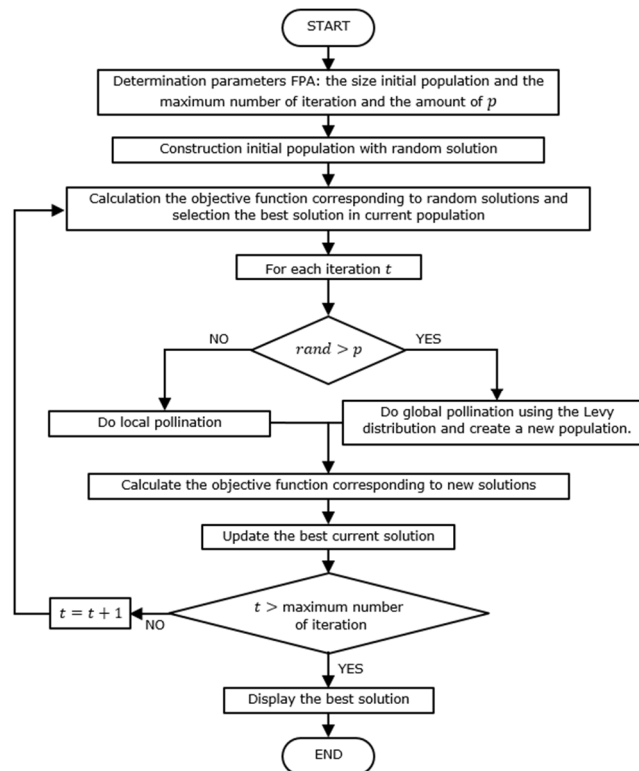 START
Determination parameters FPA: the size initial population and the
maximum number of iteration and the amount of p
Construction initial population with random solution
Calculation the objective function corresponding to random solutions and
selection the best solution in current population
For each iteration t
NO
rand > p
YES
Do local pollination
Do global pollination using the Levy
distribution and create a new population.
Calculate the objective function corresponding to new solutions
Update the best current solution
t > maximum number
of iteration
t = t + 1
NO
YES
Display the best solution
END